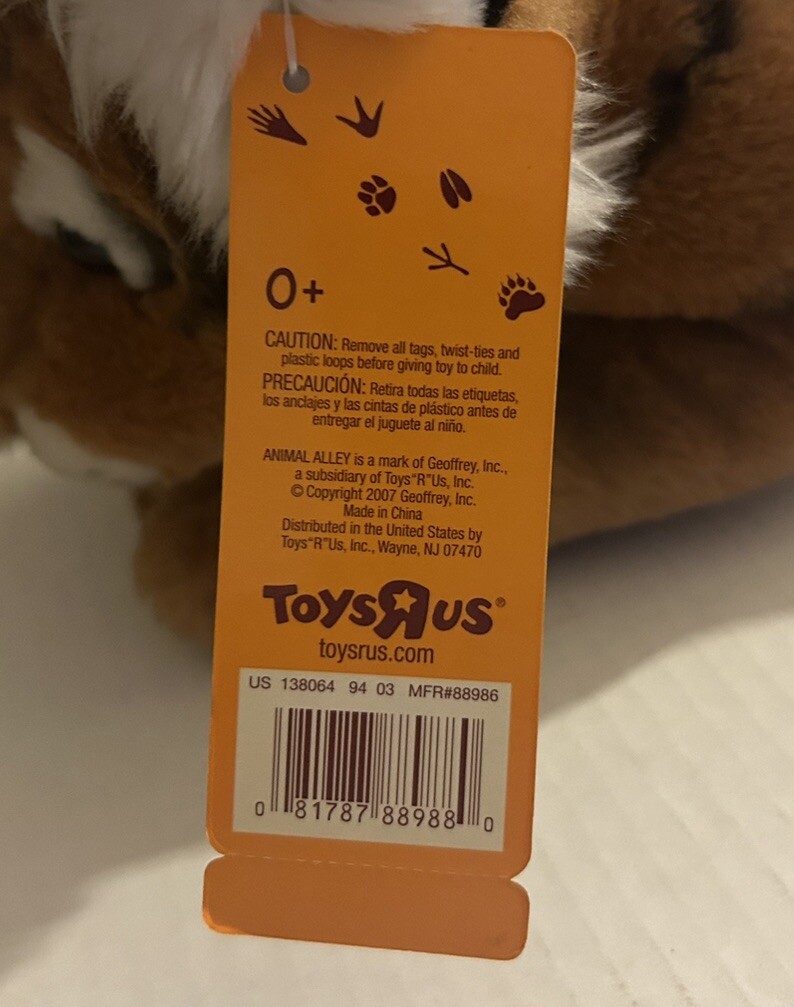 0+
CAUTION: Remove all tags, twist-ties and
plastic loops before giving toy to child.
PRECAUCIÓN: Retira todas las etiquetas,
los anclajes y las cintas de plástico antes de
entregar el juguete al niño.
ANIMAL ALLEY is a mark of Geoffrey, Inc.,
a subsidiary of Toys“R”Us, Inc.
© Copyright 2007 Geoffrey, Inc.
Made in China
Distributed in the United States by
Toys“R”Us, Inc., Wayne, NJ 07470
TOYSRUS®
toysrus.com
US 138064 94 03 MFR#88986
0 81787 88988 0